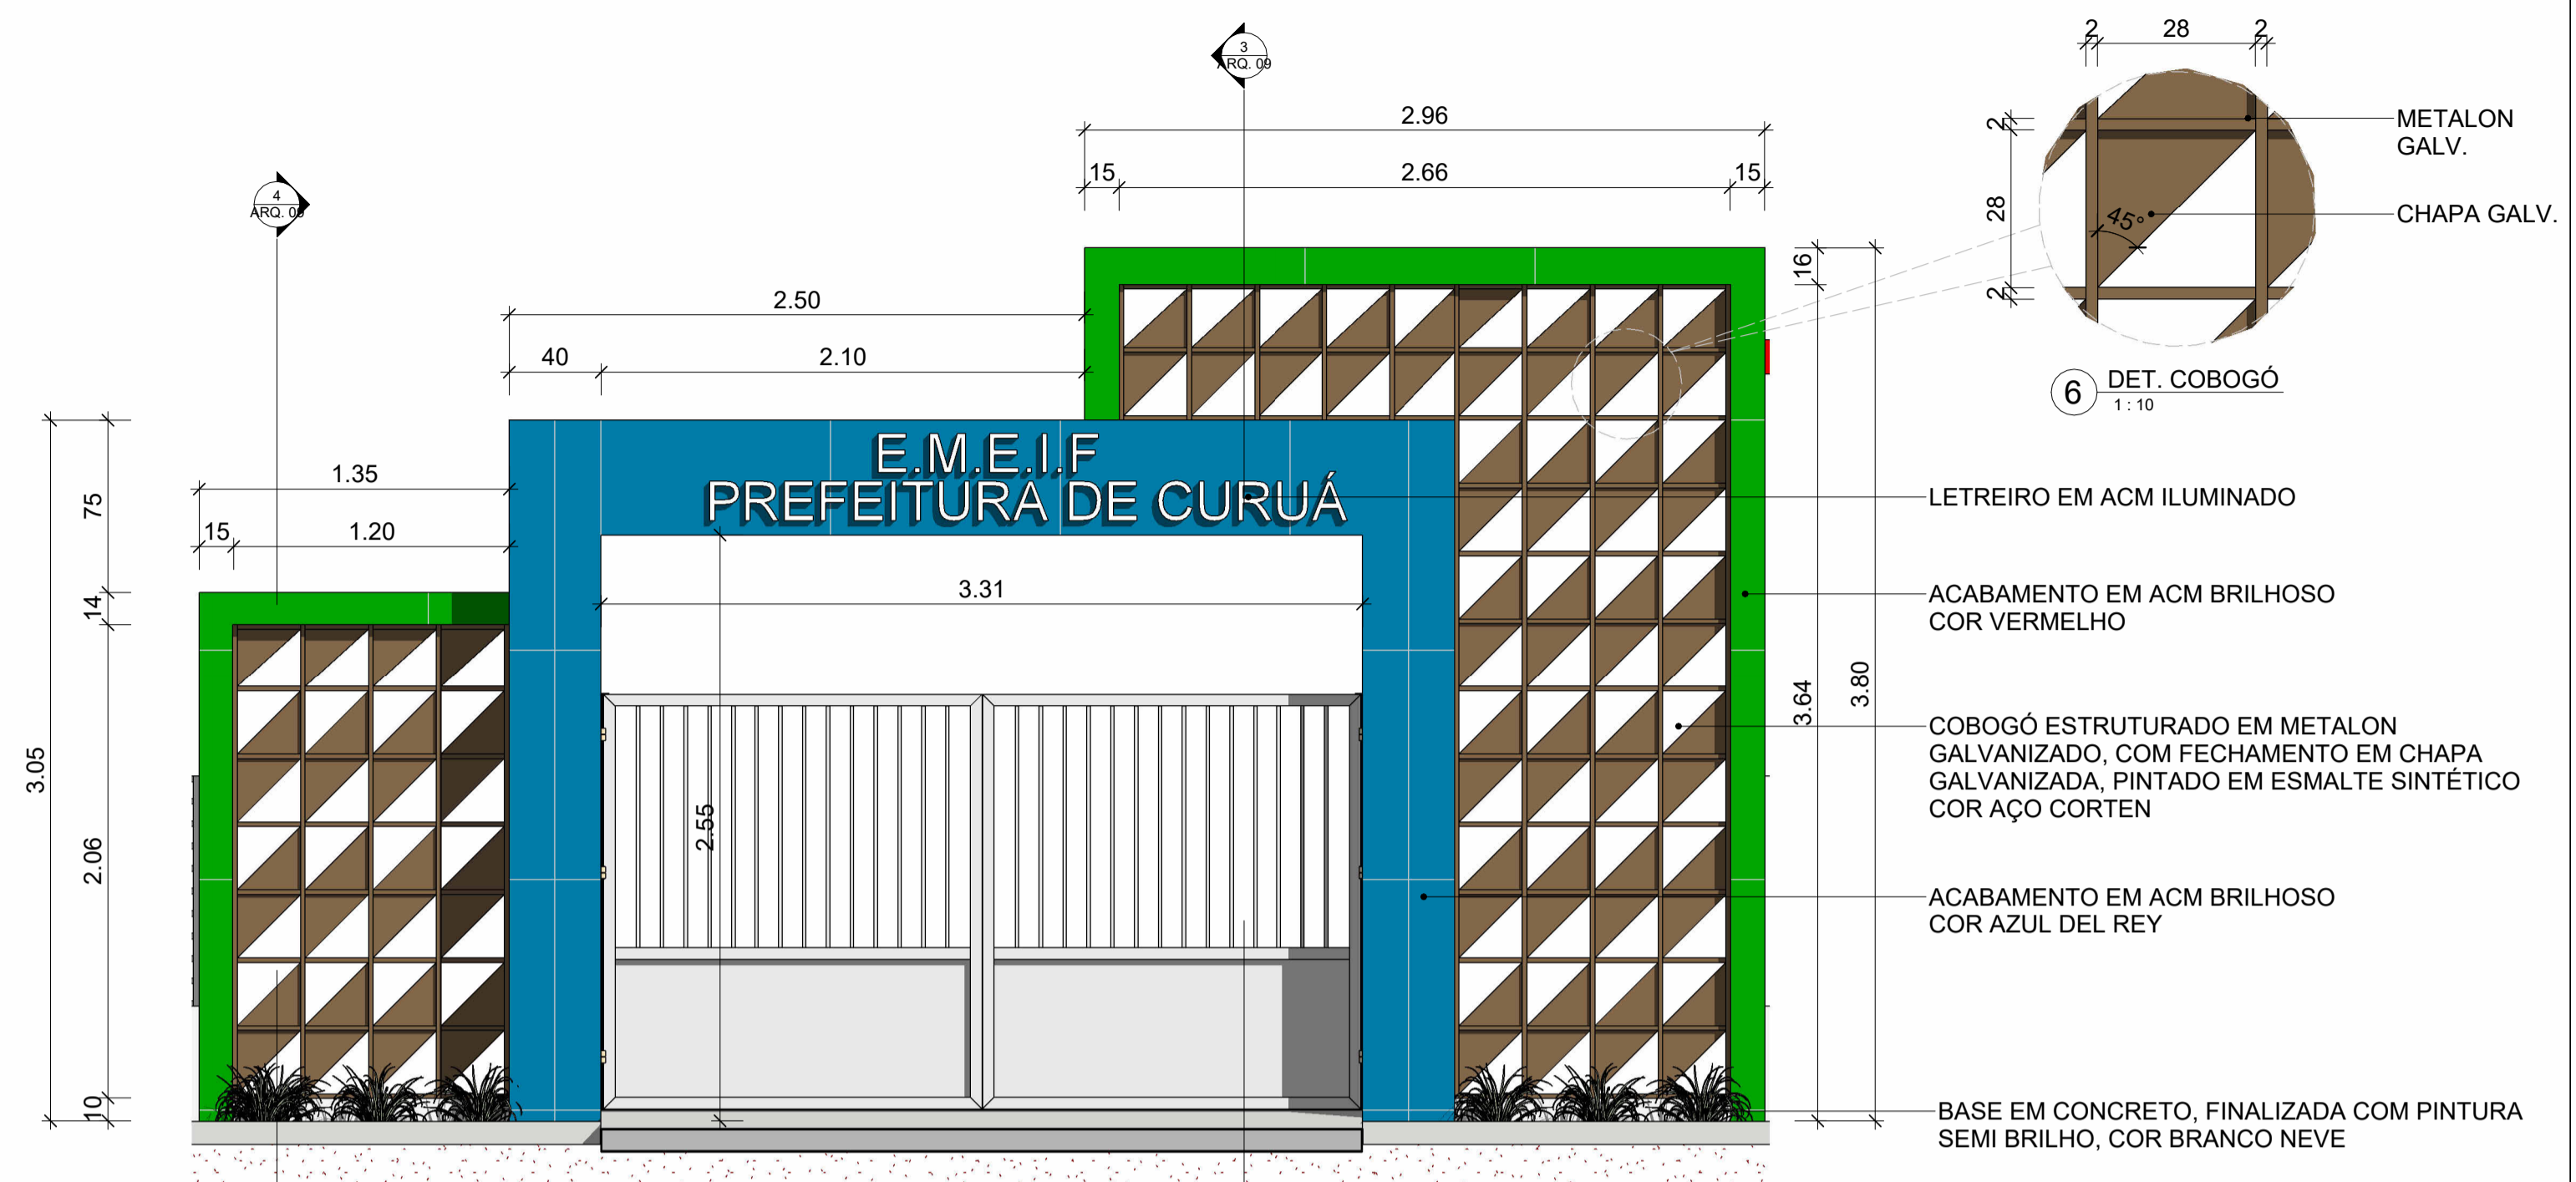 2 28 2
3
ARQ. 09
2.96
METALON
GALV.
2
15 2.66 15
4
ARQ. 09
28
45°
CHAPA GALV.
16
2.50
2
40 2.10
6 DET. COBOGÓ
1 : 10
E.M.E.I.F
PREFEITURA DE CURUÁ
1.35
75
LETREIRO EM ACM ILUMINADO
15 1.20
3.31
14
ACABAMENTO EM ACM BRILHOSO
COR VERMELHO
3.64
3.80
3.05
COBOGÓ ESTRUTURADO EM METALON
GALVANIZADO, COM FECHAMENTO EM CHAPA
GALVANIZADA, PINTADO EM ESMALTE SINTÉTICO
COR AÇO CORTEN
2.55
2.06
ACABAMENTO EM ACM BRILHOSO
COR AZUL DEL REY
10
BASE EM CONCRETO, FINALIZADA COM PINTURA
SEMI BRILHO, COR BRANCO NEVE